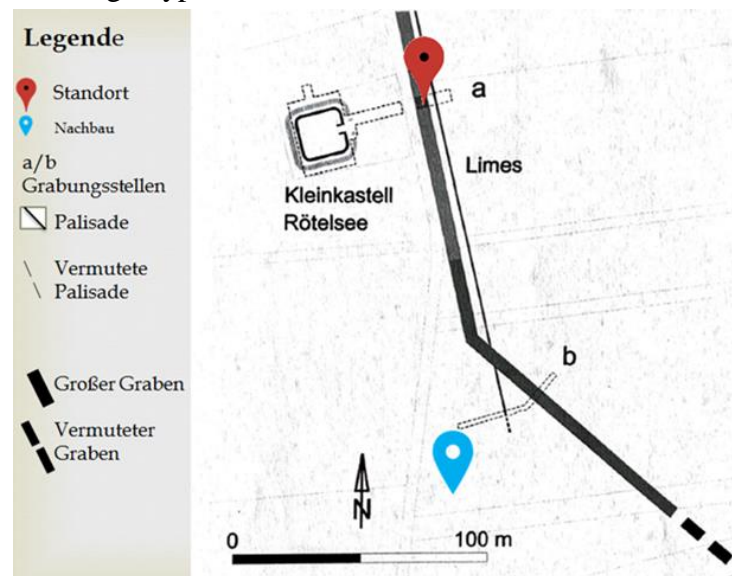 Legende
Standort
Nachbau
a/b
Grabungsstellen
Palisade
Vermutete
Palisade
Großer Graben
Vermuteter
Graben
a
Limes
Kleinkastell
Rötelsee
b
N
0
100 m